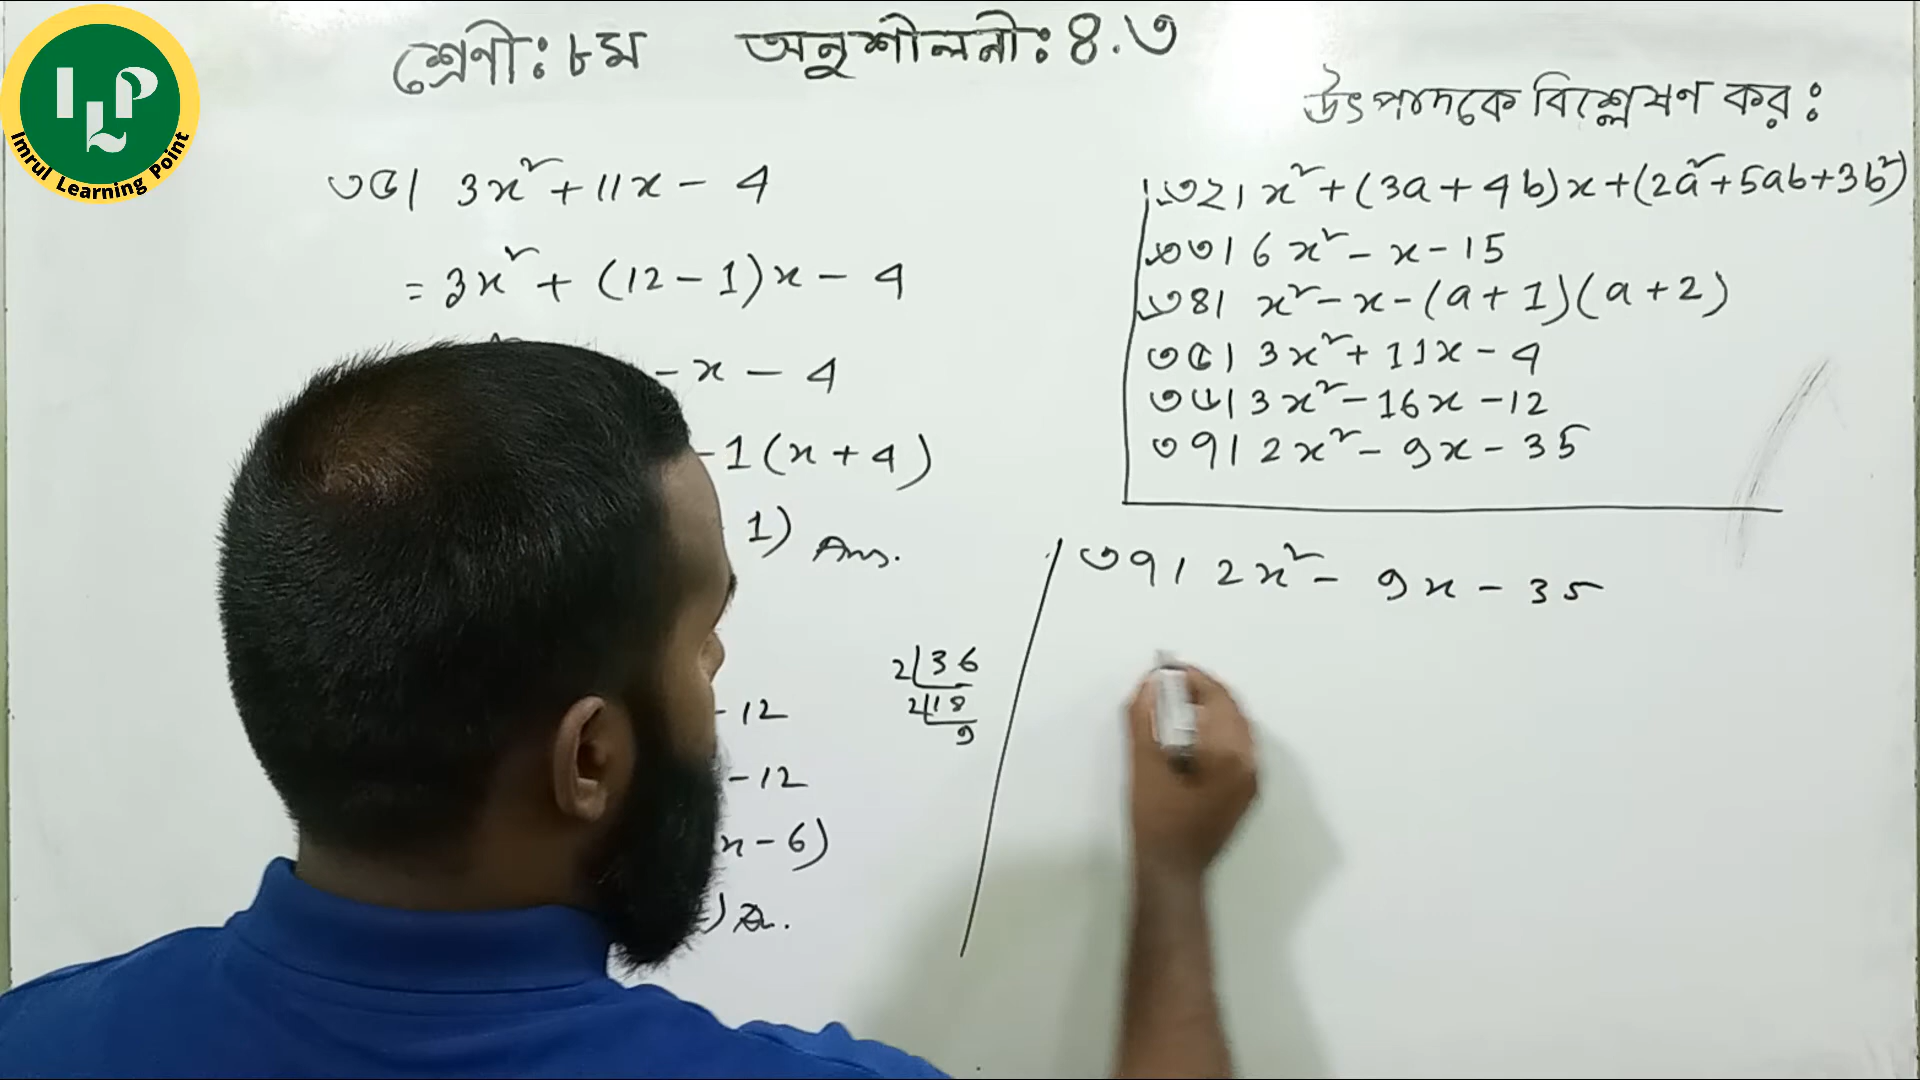 ILP
Imrul Learning Point
শ্রেণী: ৮ম অনুশীলনী: ৪.৩
উৎপাদকে বিশ্লেষণ কর:
৩২। x² + (3a + 4b)x + (2a² + 5ab + 3b²)
৩৩। 6x² - x - 15
৩৪। x² - x - (a + 1)(a + 2)
৩৫। 3x² + 11x - 4
৩৬। 3x² - 16x - 12
৩৭। 2x² - 9x - 35
৩৫। 3x² + 11x - 4
= 3x² + (12 - 1)x - 4
- x - 4
- 1(x + 4)
1) Ans.
2 36
2 18
9
- 12
- 12
x - 6)
)
৩৭। 2x² - 9x - 35